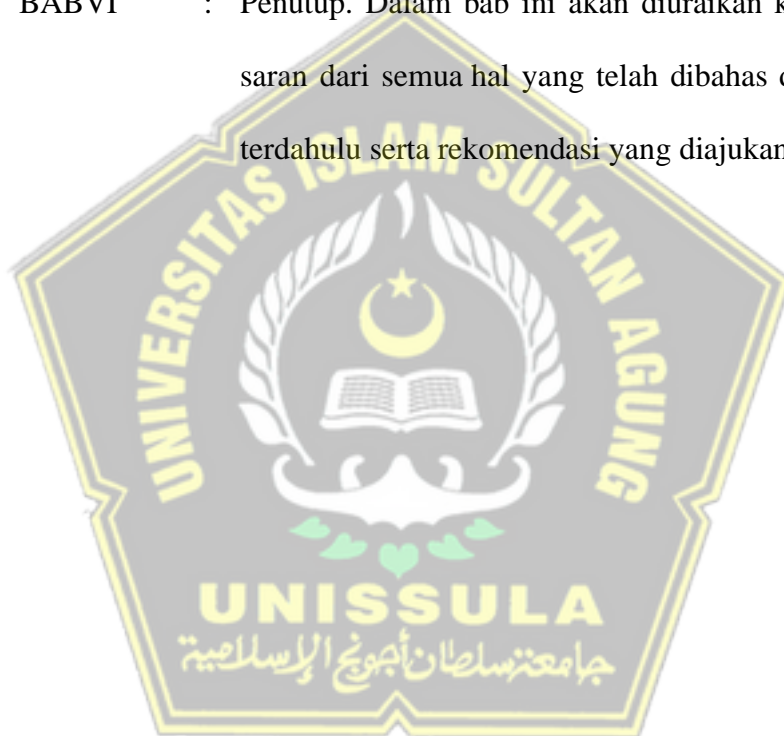 BABVI : Penutup. Dalam bab ini akan diuraikan
saran dari semua hal yang telah dibahas
terdahulu serta rekomendasi yang diajukan
UNIVERSITAS ISLAM SULTAN AGUNG
UNISSULA
جامعة سلطان أجونج الإسلامية